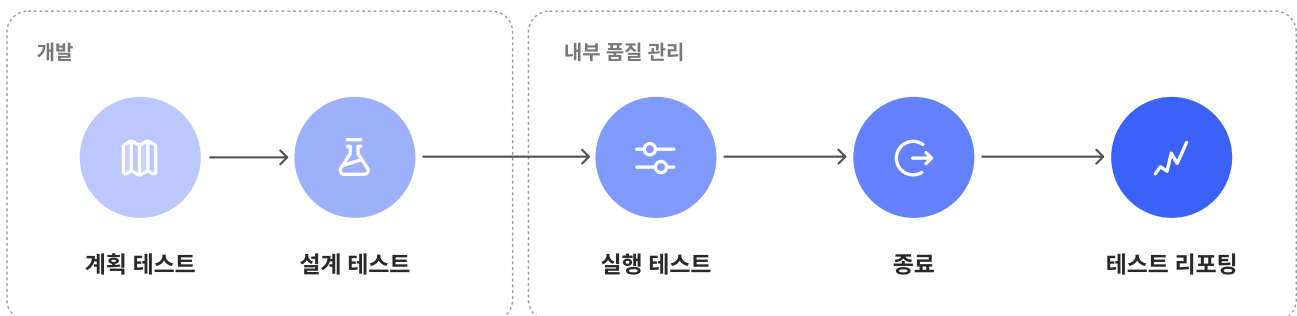 개발
계획 테스트
설계 테스트
내부 품질 관리
실행 테스트
종료
테스트 리포팅